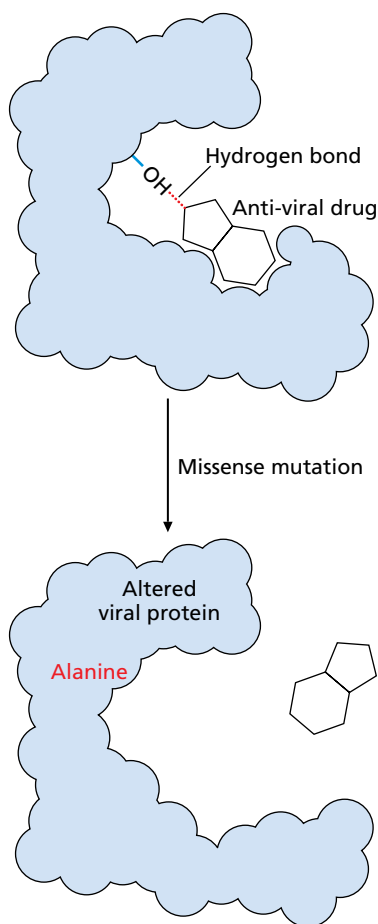 OH
Hydrogen bond
Anti-viral drug
Missense mutation
Altered
viral protein
Alanine